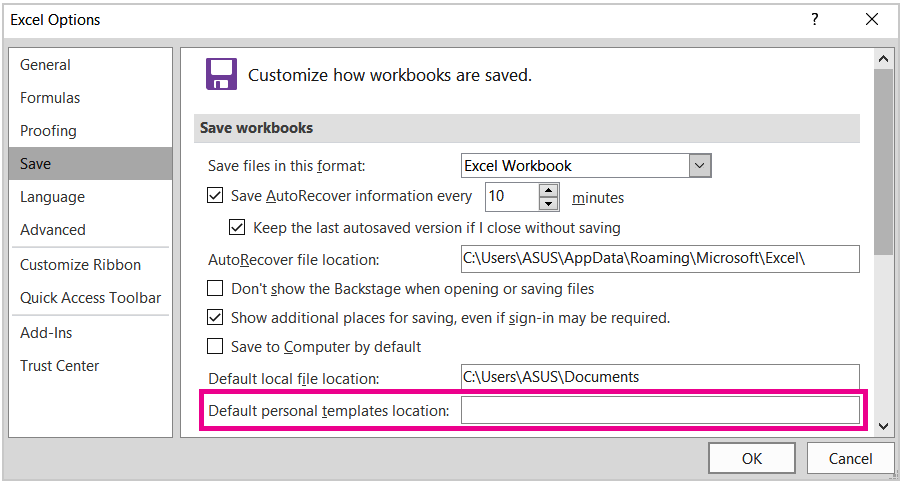 Excel Options ?
General
Formulas
Proofing
Save
Language
Advanced
Customize Ribbon
Quick Access Toolbar
Add-Ins
Trust Center
Customize how workbooks are saved.
Save workbooks
Save files in this format: Excel Workbook
Save AutoRecover information every 10 minutes
Keep the last autosaved version if I close without saving
AutoRecover file location: C:\Users\ASUS\AppData\Roaming\Microsoft\Excel\
Don't show the Backstage when opening or saving files
Show additional places for saving, even if sign-in may be required.
Save to Computer by default
Default local file location: C:\Users\ASUS\Documents
Default personal templates location:
OK Cancel